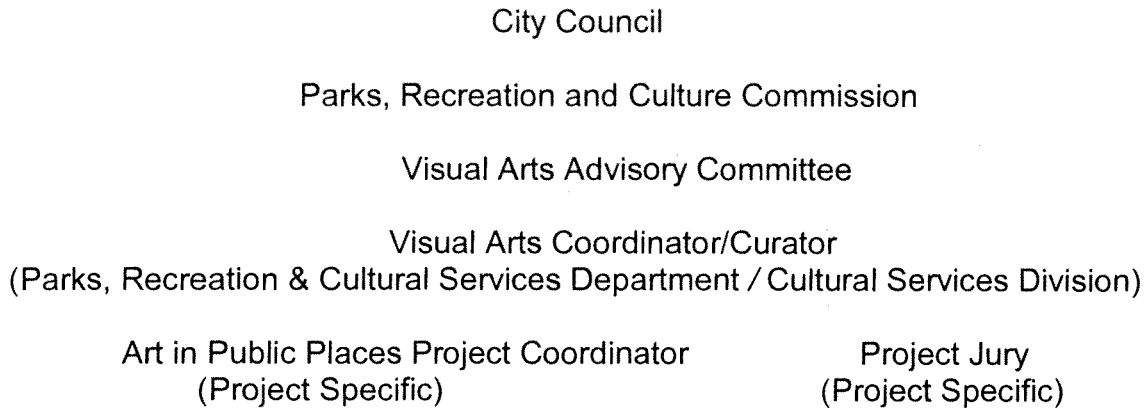 City Council
Parks, Recreation and Culture Commission
Visual Arts Advisory Committee
Visual Arts Coordinator/Curator
(Parks, Recreation & Cultural Services Department / Cultural Services Division)
Art in Public Places Project Coordinator Project Jury
(Project Specific) (Project Specific)